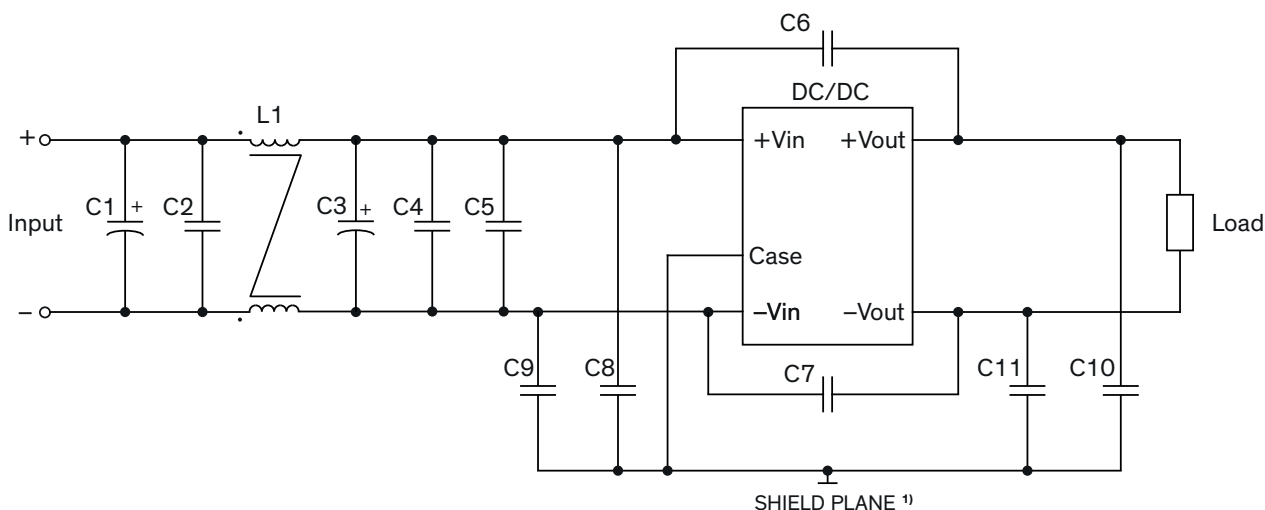 C6
DC/DC
L1
+
+Vin
+Vout
C1
+
C2
C3
+
C4
C5
Input
Load
Case
–
–Vin
–Vout
C9
C8
C7
C11
C10
SHIELD PLANE ¹⁾